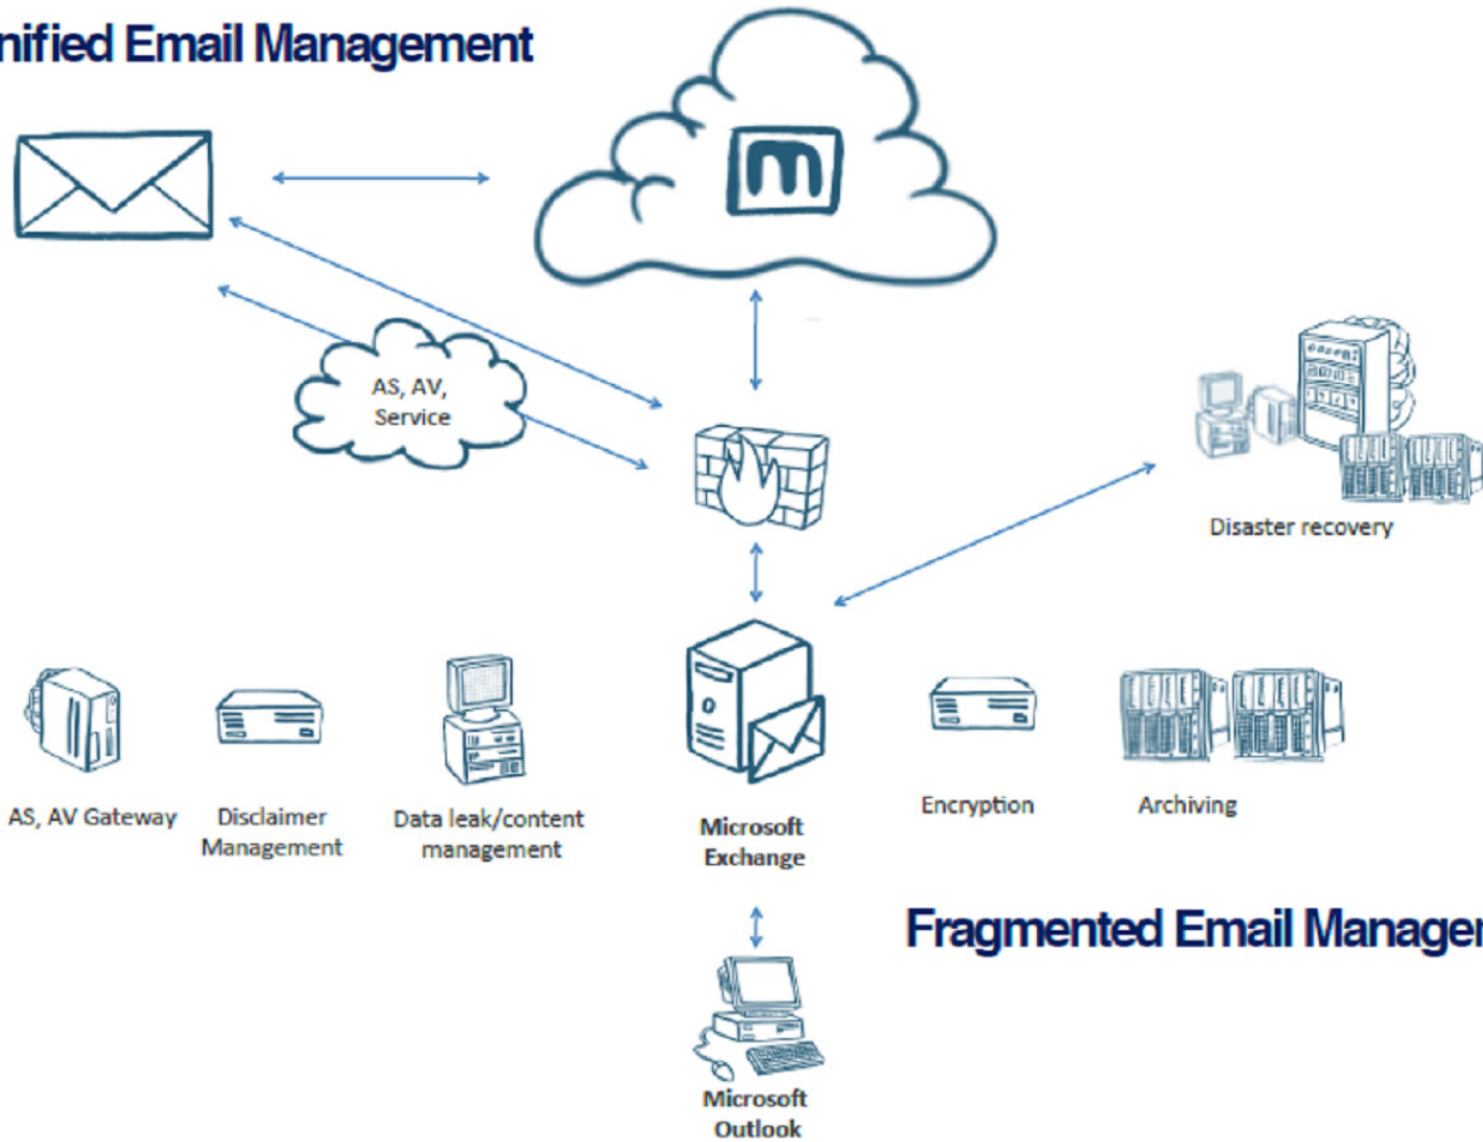 nified Email Management
m
AS, AV,
Service
Disaster recovery
AS, AV Gateway
Disclaimer
Management
Data leak/content
management
Microsoft
Exchange
Encryption
Archiving
Fragmented Email Manager
Microsoft
Outlook